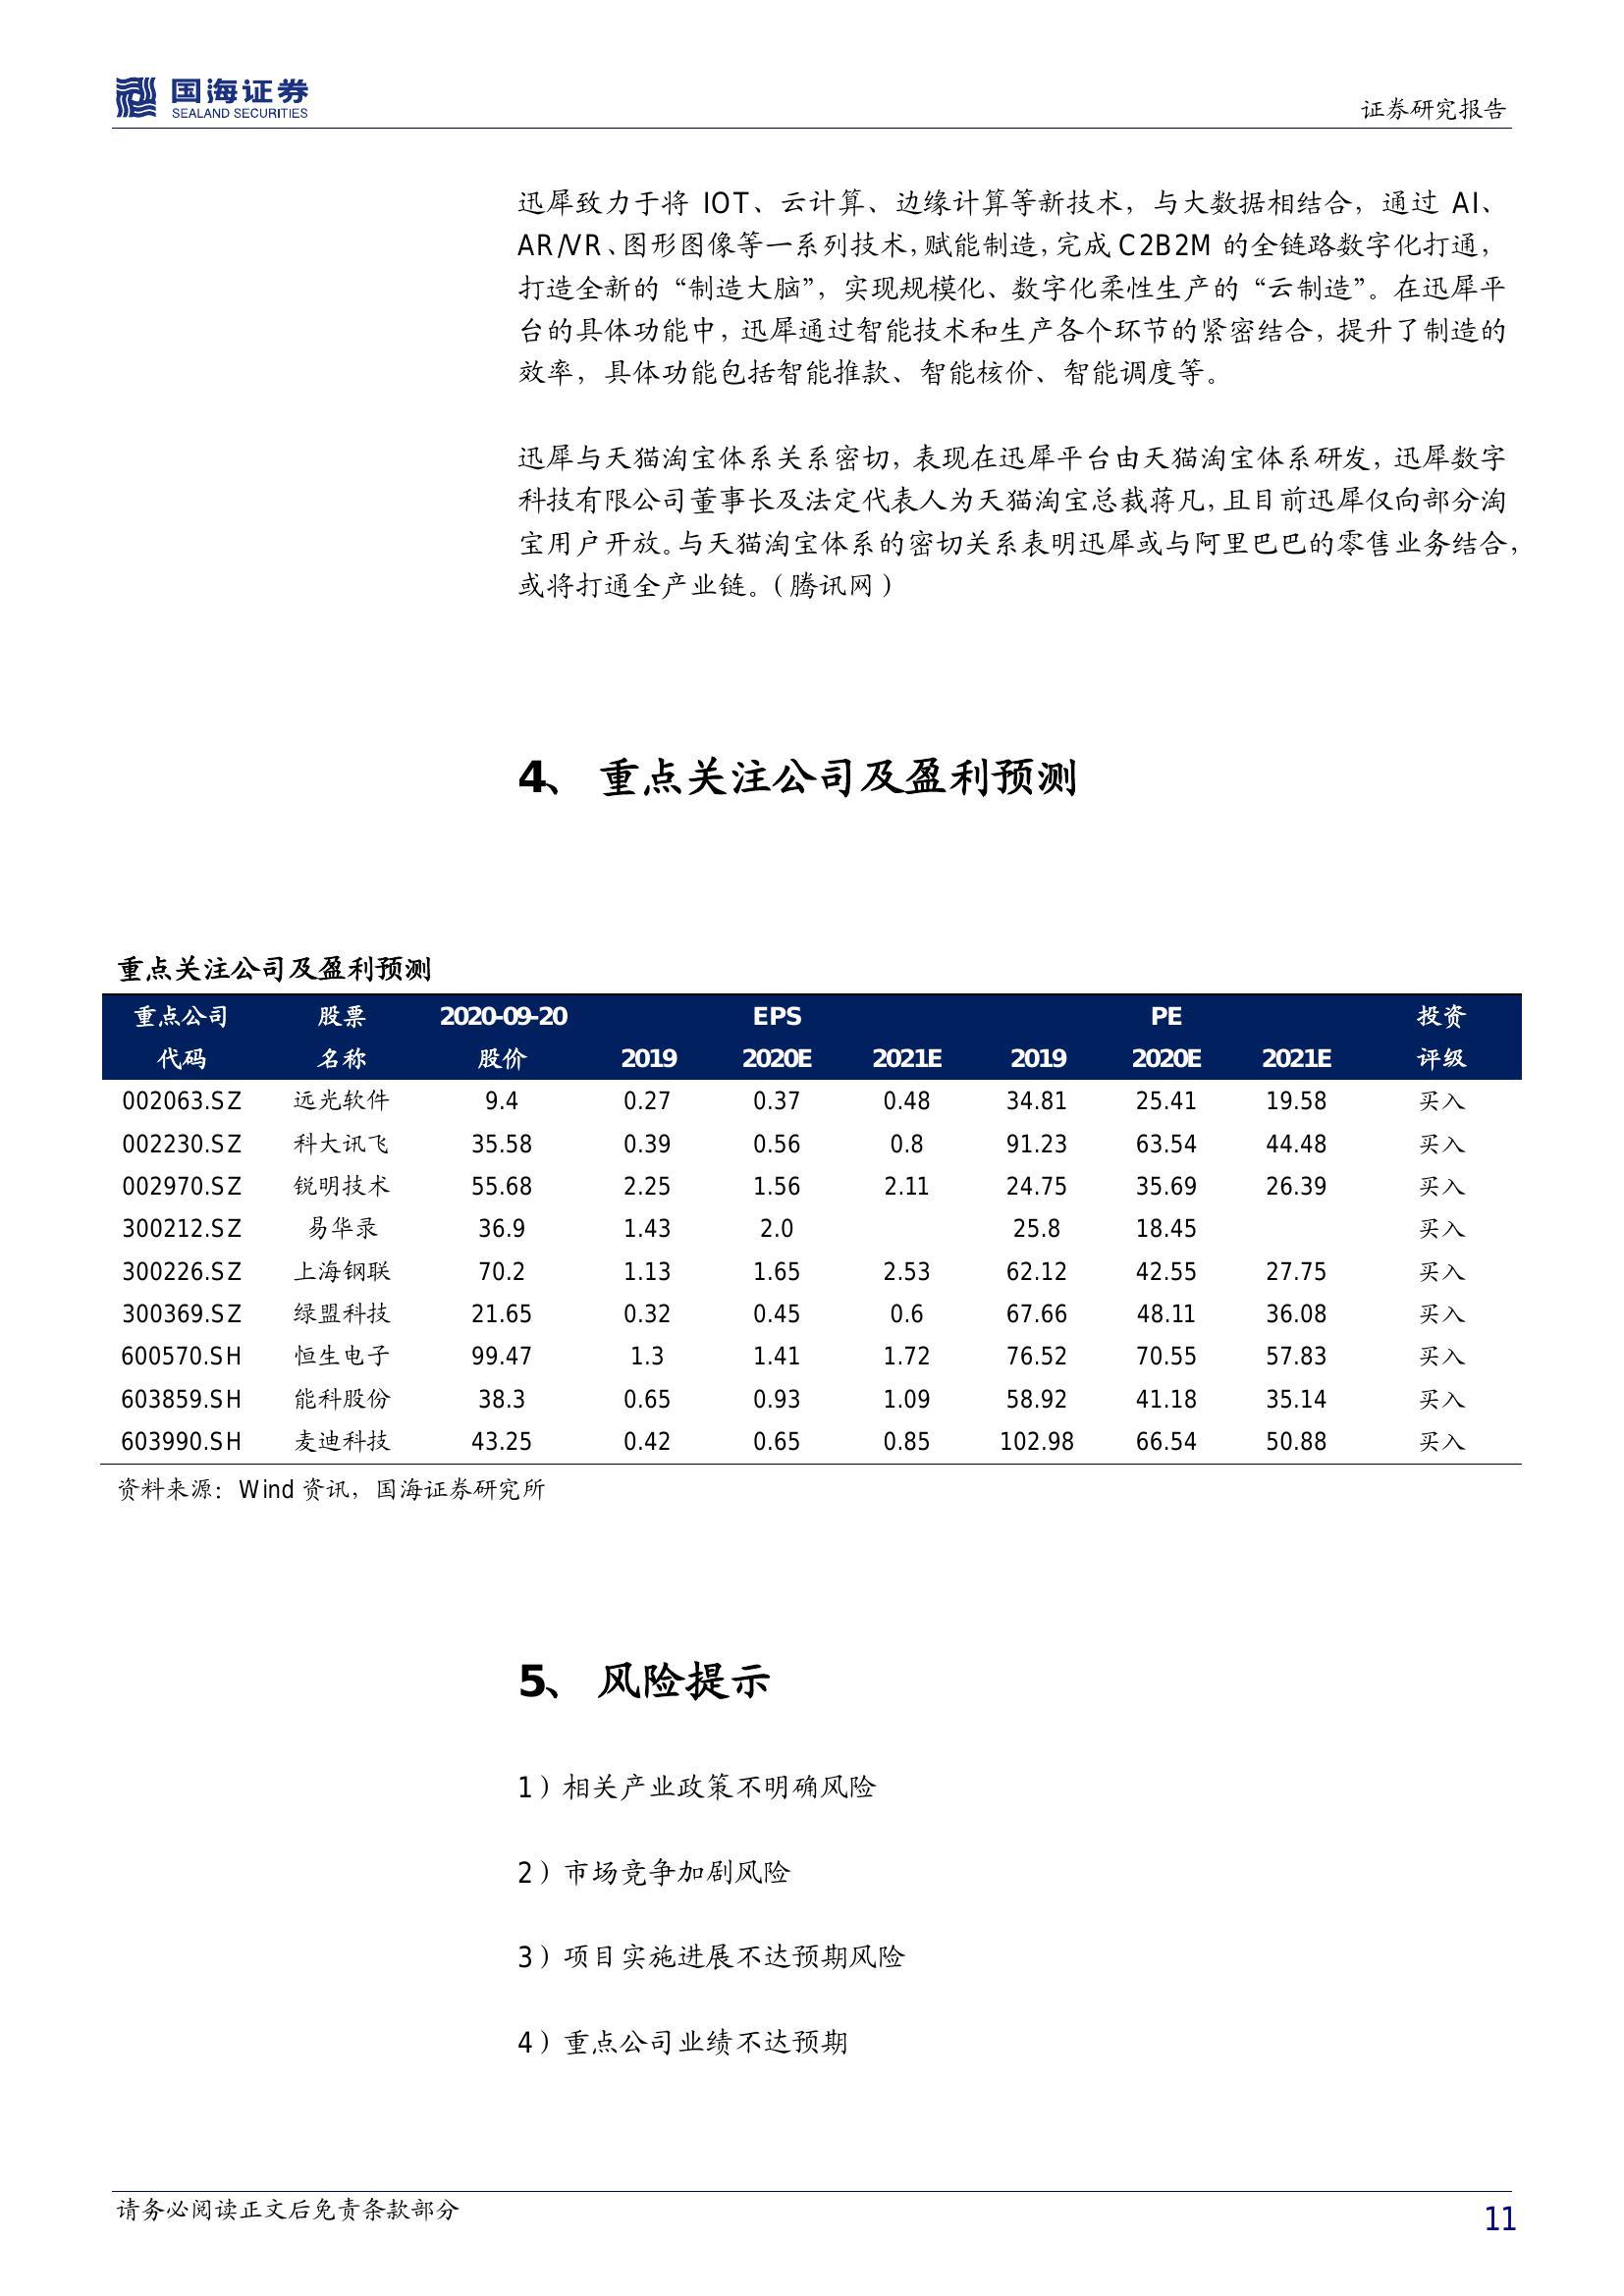 国海证券
SEALAND SECURITIES
证券研究报告
迅犀致力于将 IOT、云计算、边缘计算等新技术，与大数据相结合，通过 AI、
AR/VR、图形图像等一系列技术，赋能制造，完成 C2B2M 的全链路数字化打通，
打造全新的“制造大脑”，实现规模化、数字化柔性生产的“云制造”。在迅犀平
台的具体功能中，迅犀通过智能技术和生产各个环节的紧密结合，提升了制造的
效率，具体功能包括智能推款、智能核价、智能调度等。
迅犀与天猫淘宝体系关系密切，表现在迅犀平台由天猫淘宝体系研发，迅犀数字
科技有限公司董事长及法定代表人为天猫淘宝总裁蒋凡，且目前迅犀仅向部分淘
宝用户开放。与天猫淘宝体系的密切关系表明迅犀或与阿里巴巴的零售业务结合，
或将打通全产业链。（腾讯网）
4、 重点关注公司及盈利预测
重点关注公司及盈利预测
重点公司 股票 2020-09-20 EPS PE 投资
代码 名称 股价 2019 2020E 2021E 2019 2020E 2021E 评级
002063.SZ 远光软件 9.4 0.27 0.37 0.48 34.81 25.41 19.58 买入
002230.SZ 科大讯飞 35.58 0.39 0.56 0.8 91.23 63.54 44.48 买入
002970.SZ 锐明技术 55.68 2.25 1.56 2.11 24.75 35.69 26.39 买入
300212.SZ 易华录 36.9 1.43 2.0 25.8 18.45 买入
300226.SZ 上海钢联 70.2 1.13 1.65 2.53 62.12 42.55 27.75 买入
300369.SZ 绿盟科技 21.65 0.32 0.45 0.6 67.66 48.11 36.08 买入
600570.SH 恒生电子 99.47 1.3 1.41 1.72 76.52 70.55 57.83 买入
603859.SH 能科股份 38.3 0.65 0.93 1.09 58.92 41.18 35.14 买入
603990.SH 麦迪科技 43.25 0.42 0.65 0.85 102.98 66.54 50.88 买入
资料来源：Wind 资讯，国海证券研究所
5、 风险提示
1）相关产业政策不明确风险
2）市场竞争加剧风险
3）项目实施进展不达预期风险
4）重点公司业绩不达预期
请务必阅读正文后免责条款部分
11